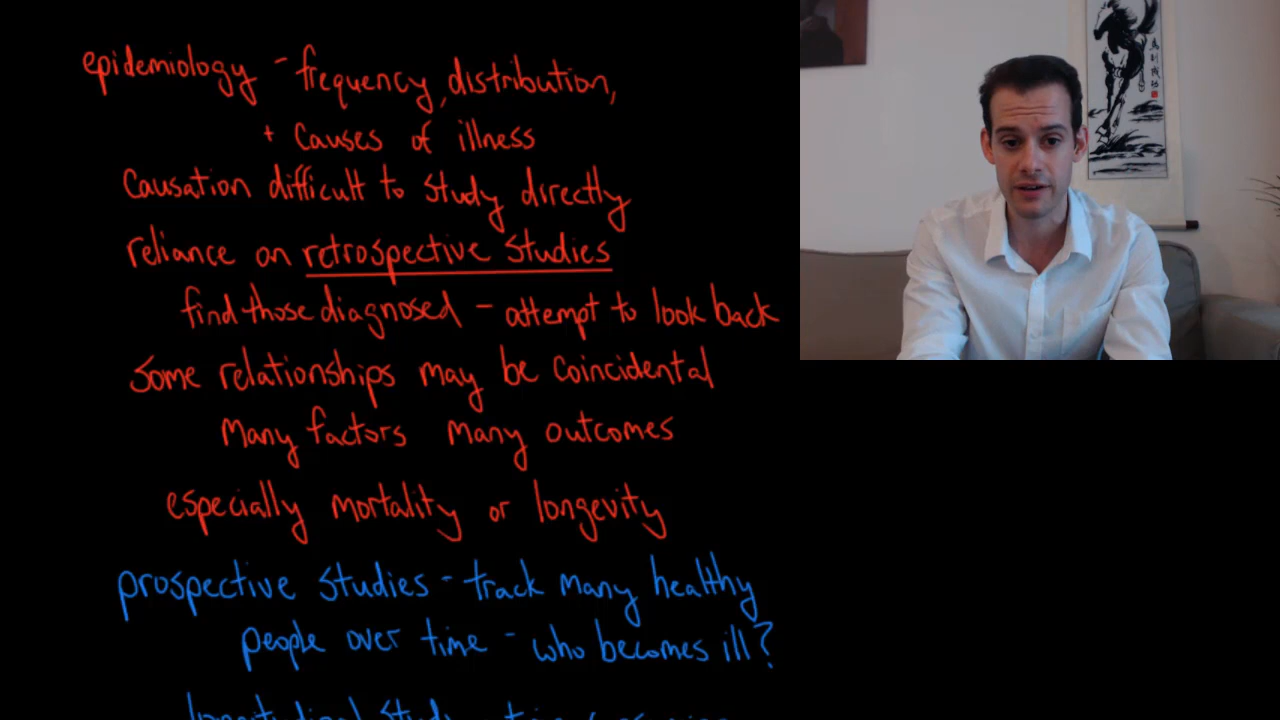 epidemiology - frequency, distribution,
+ causes of illness
Causation difficult to study directly
reliance on retrospective studies
find those diagnosed - attempt to look back
Some relationships may be coincidental
Many factors many outcomes
especially mortality or longevity
prospective studies - track many healthy
people over time - who becomes ill?
longitudinal study